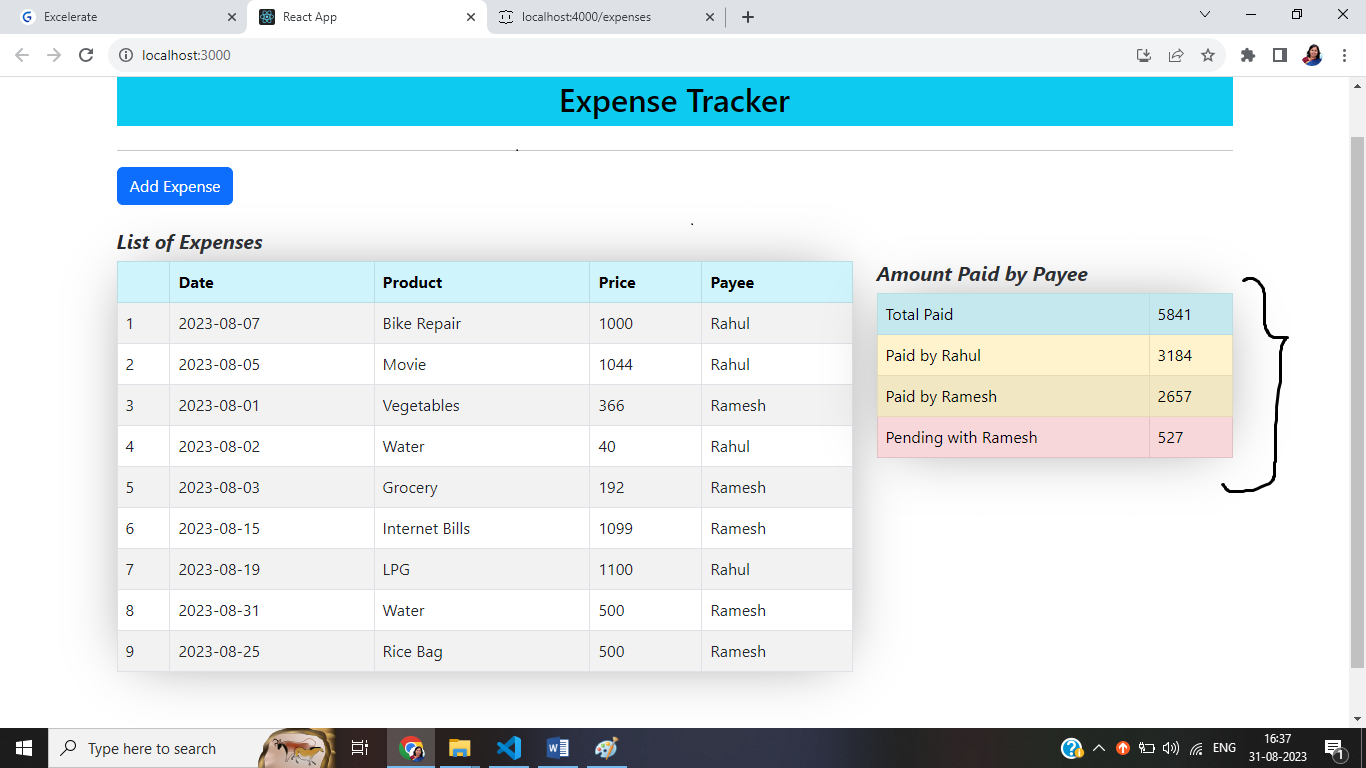 Excelerate
React App
localhost:4000/expenses
localhost:3000
Expense Tracker
Add Expense
List of Expenses
Date Product Price Payee
1 2023-08-07 Bike Repair 1000 Rahul
2 2023-08-05 Movie 1044 Rahul
3 2023-08-01 Vegetables 366 Ramesh
4 2023-08-02 Water 40 Rahul
5 2023-08-03 Grocery 192 Ramesh
6 2023-08-15 Internet Bills 1099 Ramesh
7 2023-08-19 LPG 1100 Rahul
8 2023-08-31 Water 500 Ramesh
9 2023-08-25 Rice Bag 500 Ramesh
Amount Paid by Payee
Total Paid 5841
Paid by Rahul 3184
Paid by Ramesh 2657
Pending with Ramesh 527
Type here to search
ENG
16:37
31-08-2023
1